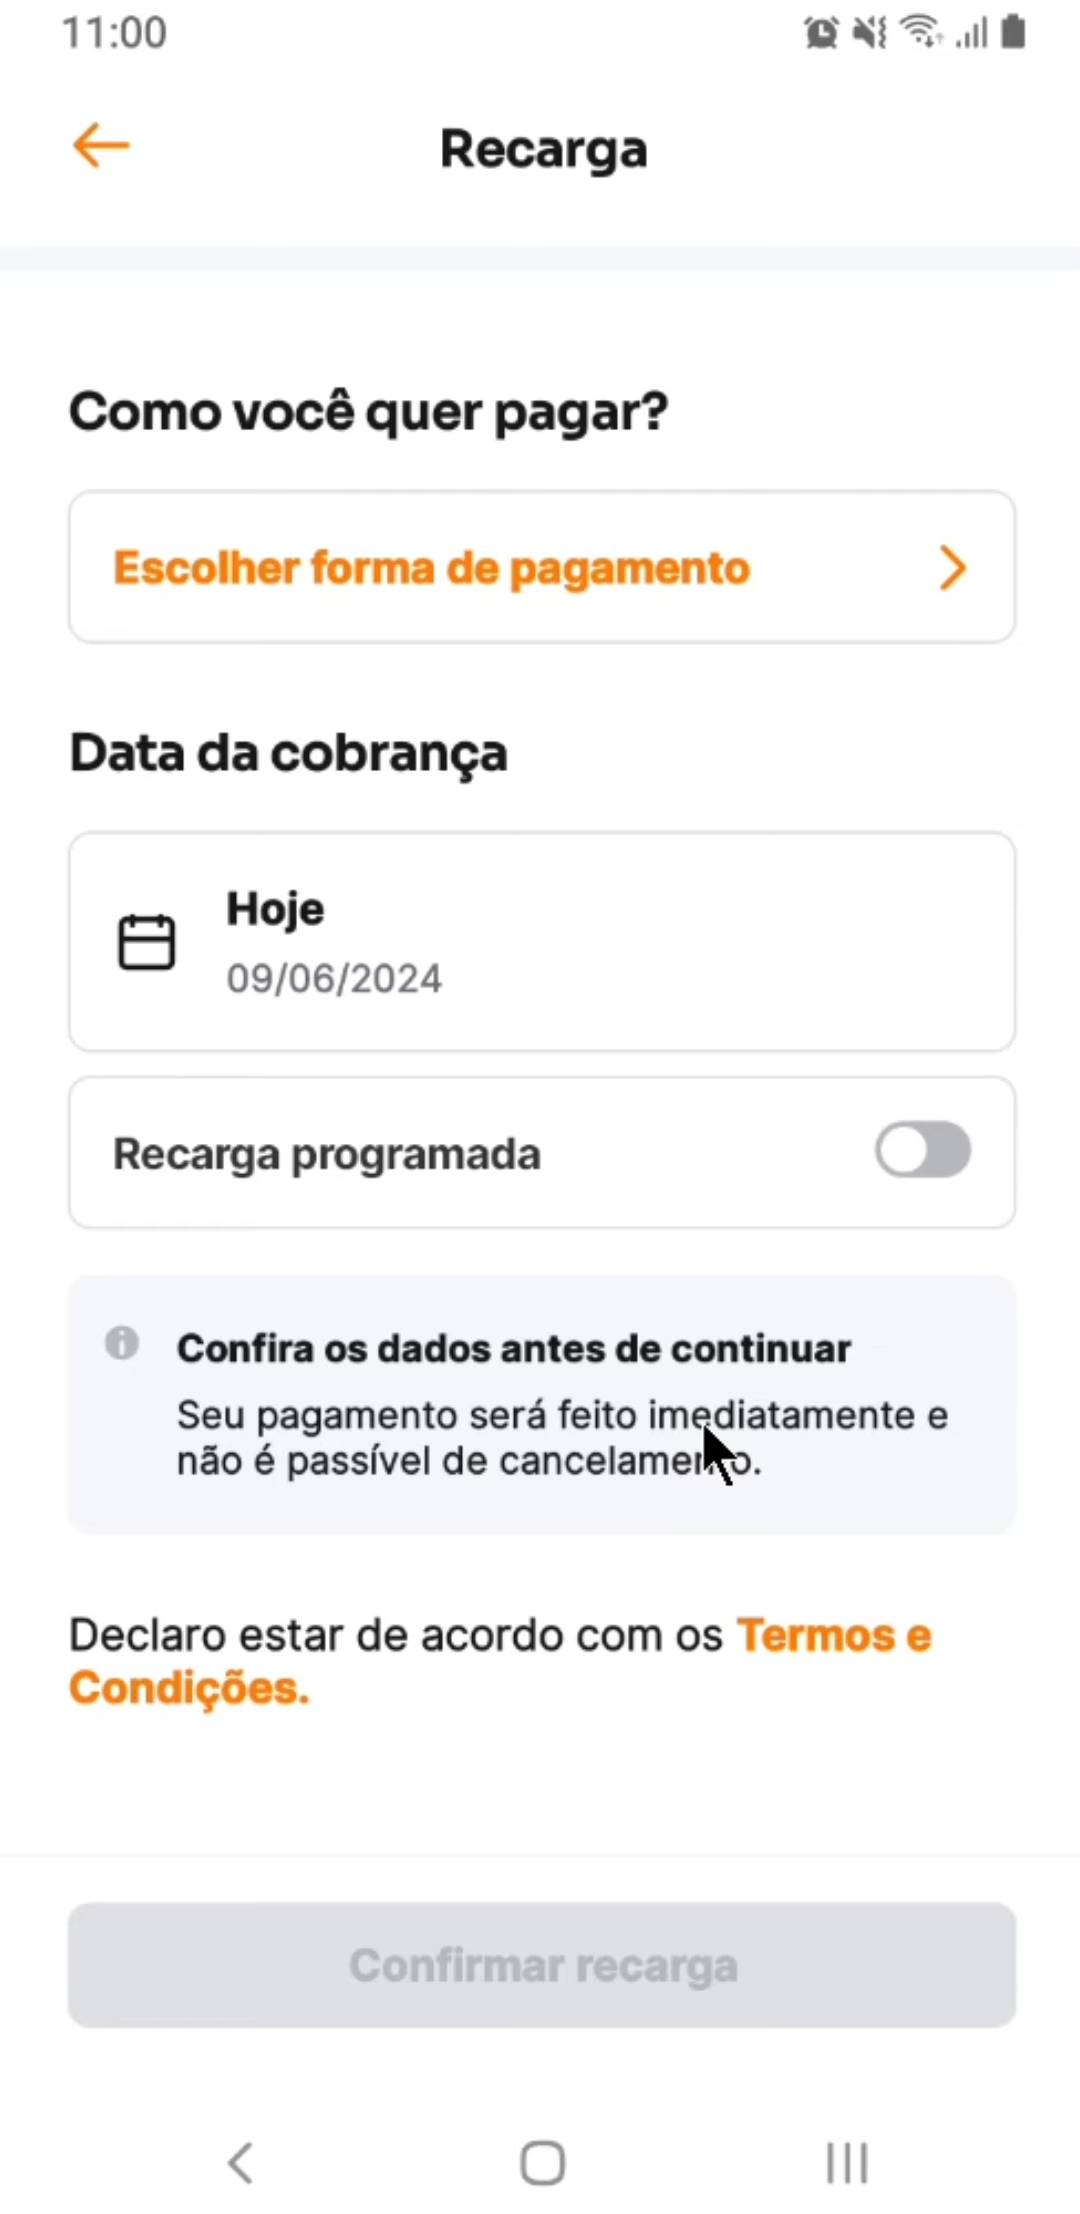 11:00
Recarga
Como você quer pagar?
Escolher forma de pagamento
Data da cobrança
Hoje
09/06/2024
Recarga programada
Confira os dados antes de continuar
Seu pagamento será feito imediatamente e
não é passível de cancelamento.
Declaro estar de acordo com os Termos e
Condições.
Confirmar recarga